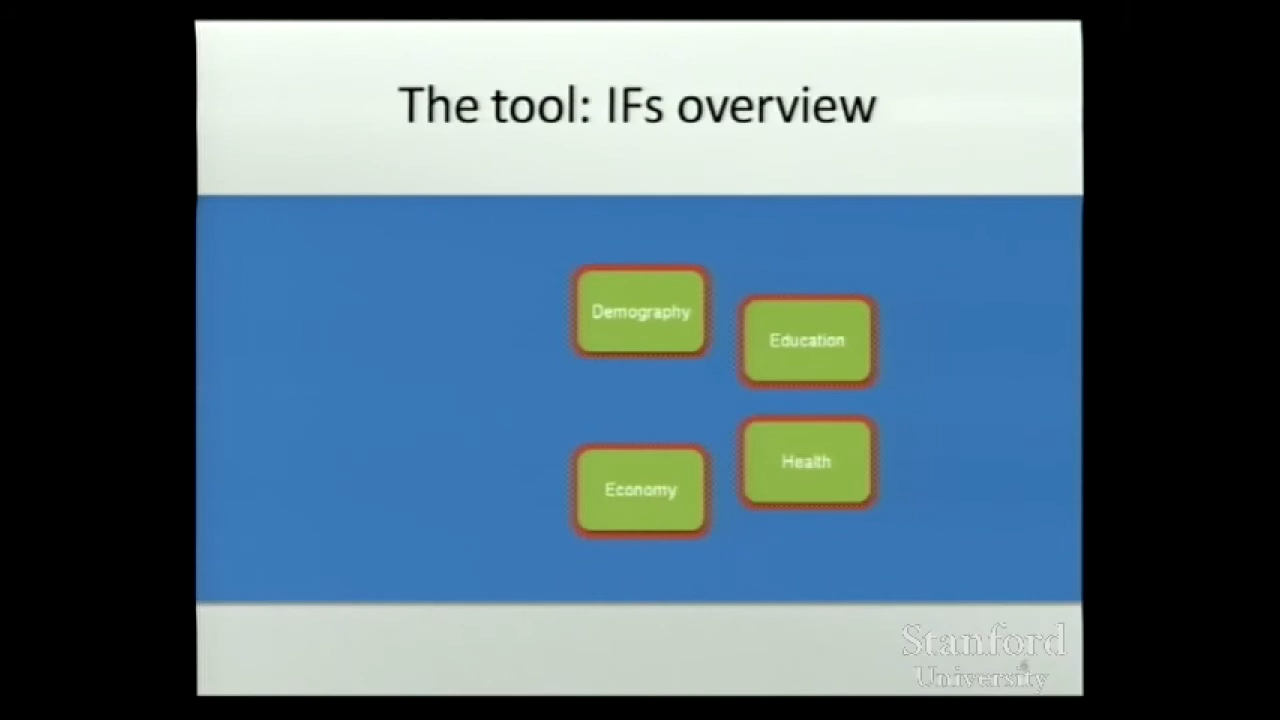 The tool: IFs overview
Demography
Education
Health
Economy
Stanford
University